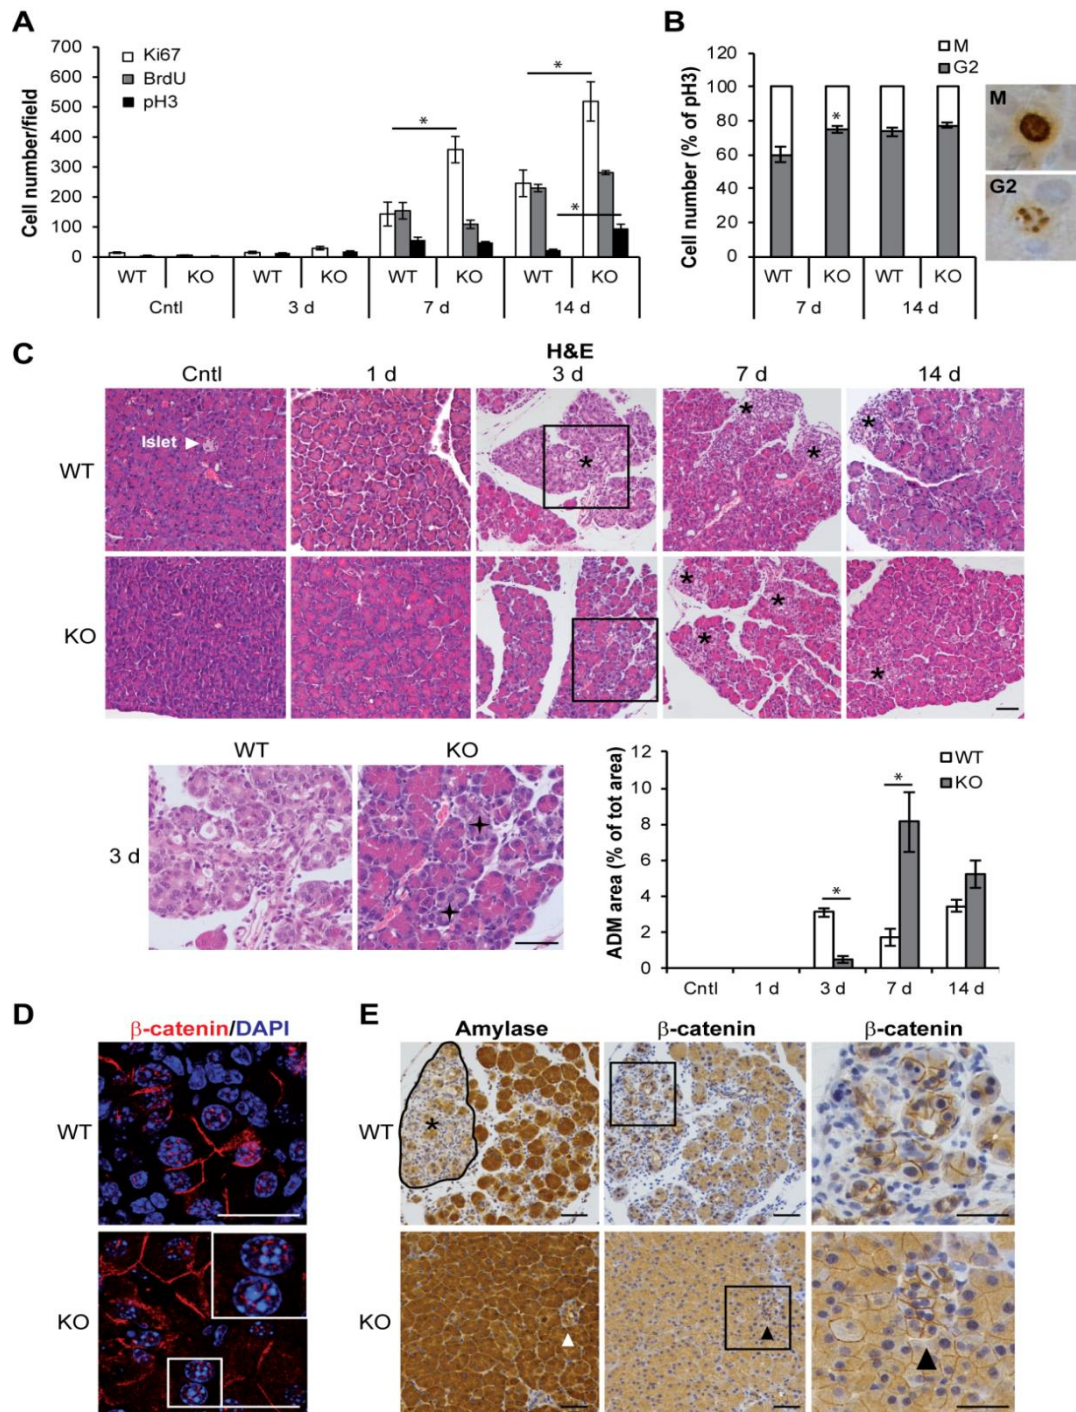 A
Cell number/field
700
600
500
400
300
200
100
0
Ki67
BrdU
pH3
*
*
*
WT KO WT KO WT KO WT KO
Cntl 3 d 7 d 14 d
B
Cell number (% of pH3)
120
100
80
60
40
20
0
M
G2
*
WT KO WT KO
7 d 14 d
M
G2
C
H&E
Cntl 1 d 3 d 7 d 14 d
WT
Islet
KO
WT KO
3 d
ADM area (% of tot area)
12
10
8
6
4
2
0
WT
KO
*
*
Cntl 1 d 3 d 7 d 14 d
D
β-catenin/DAPI
WT
KO
E
Amylase β-catenin β-catenin
WT
KO